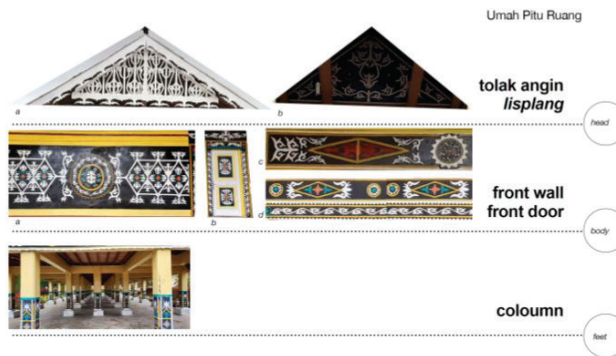 Umah Pitu Ruang
tolak angin
lisplang
a
b
head
c
front wall
front door
a
b
d
body
coloumn
feet